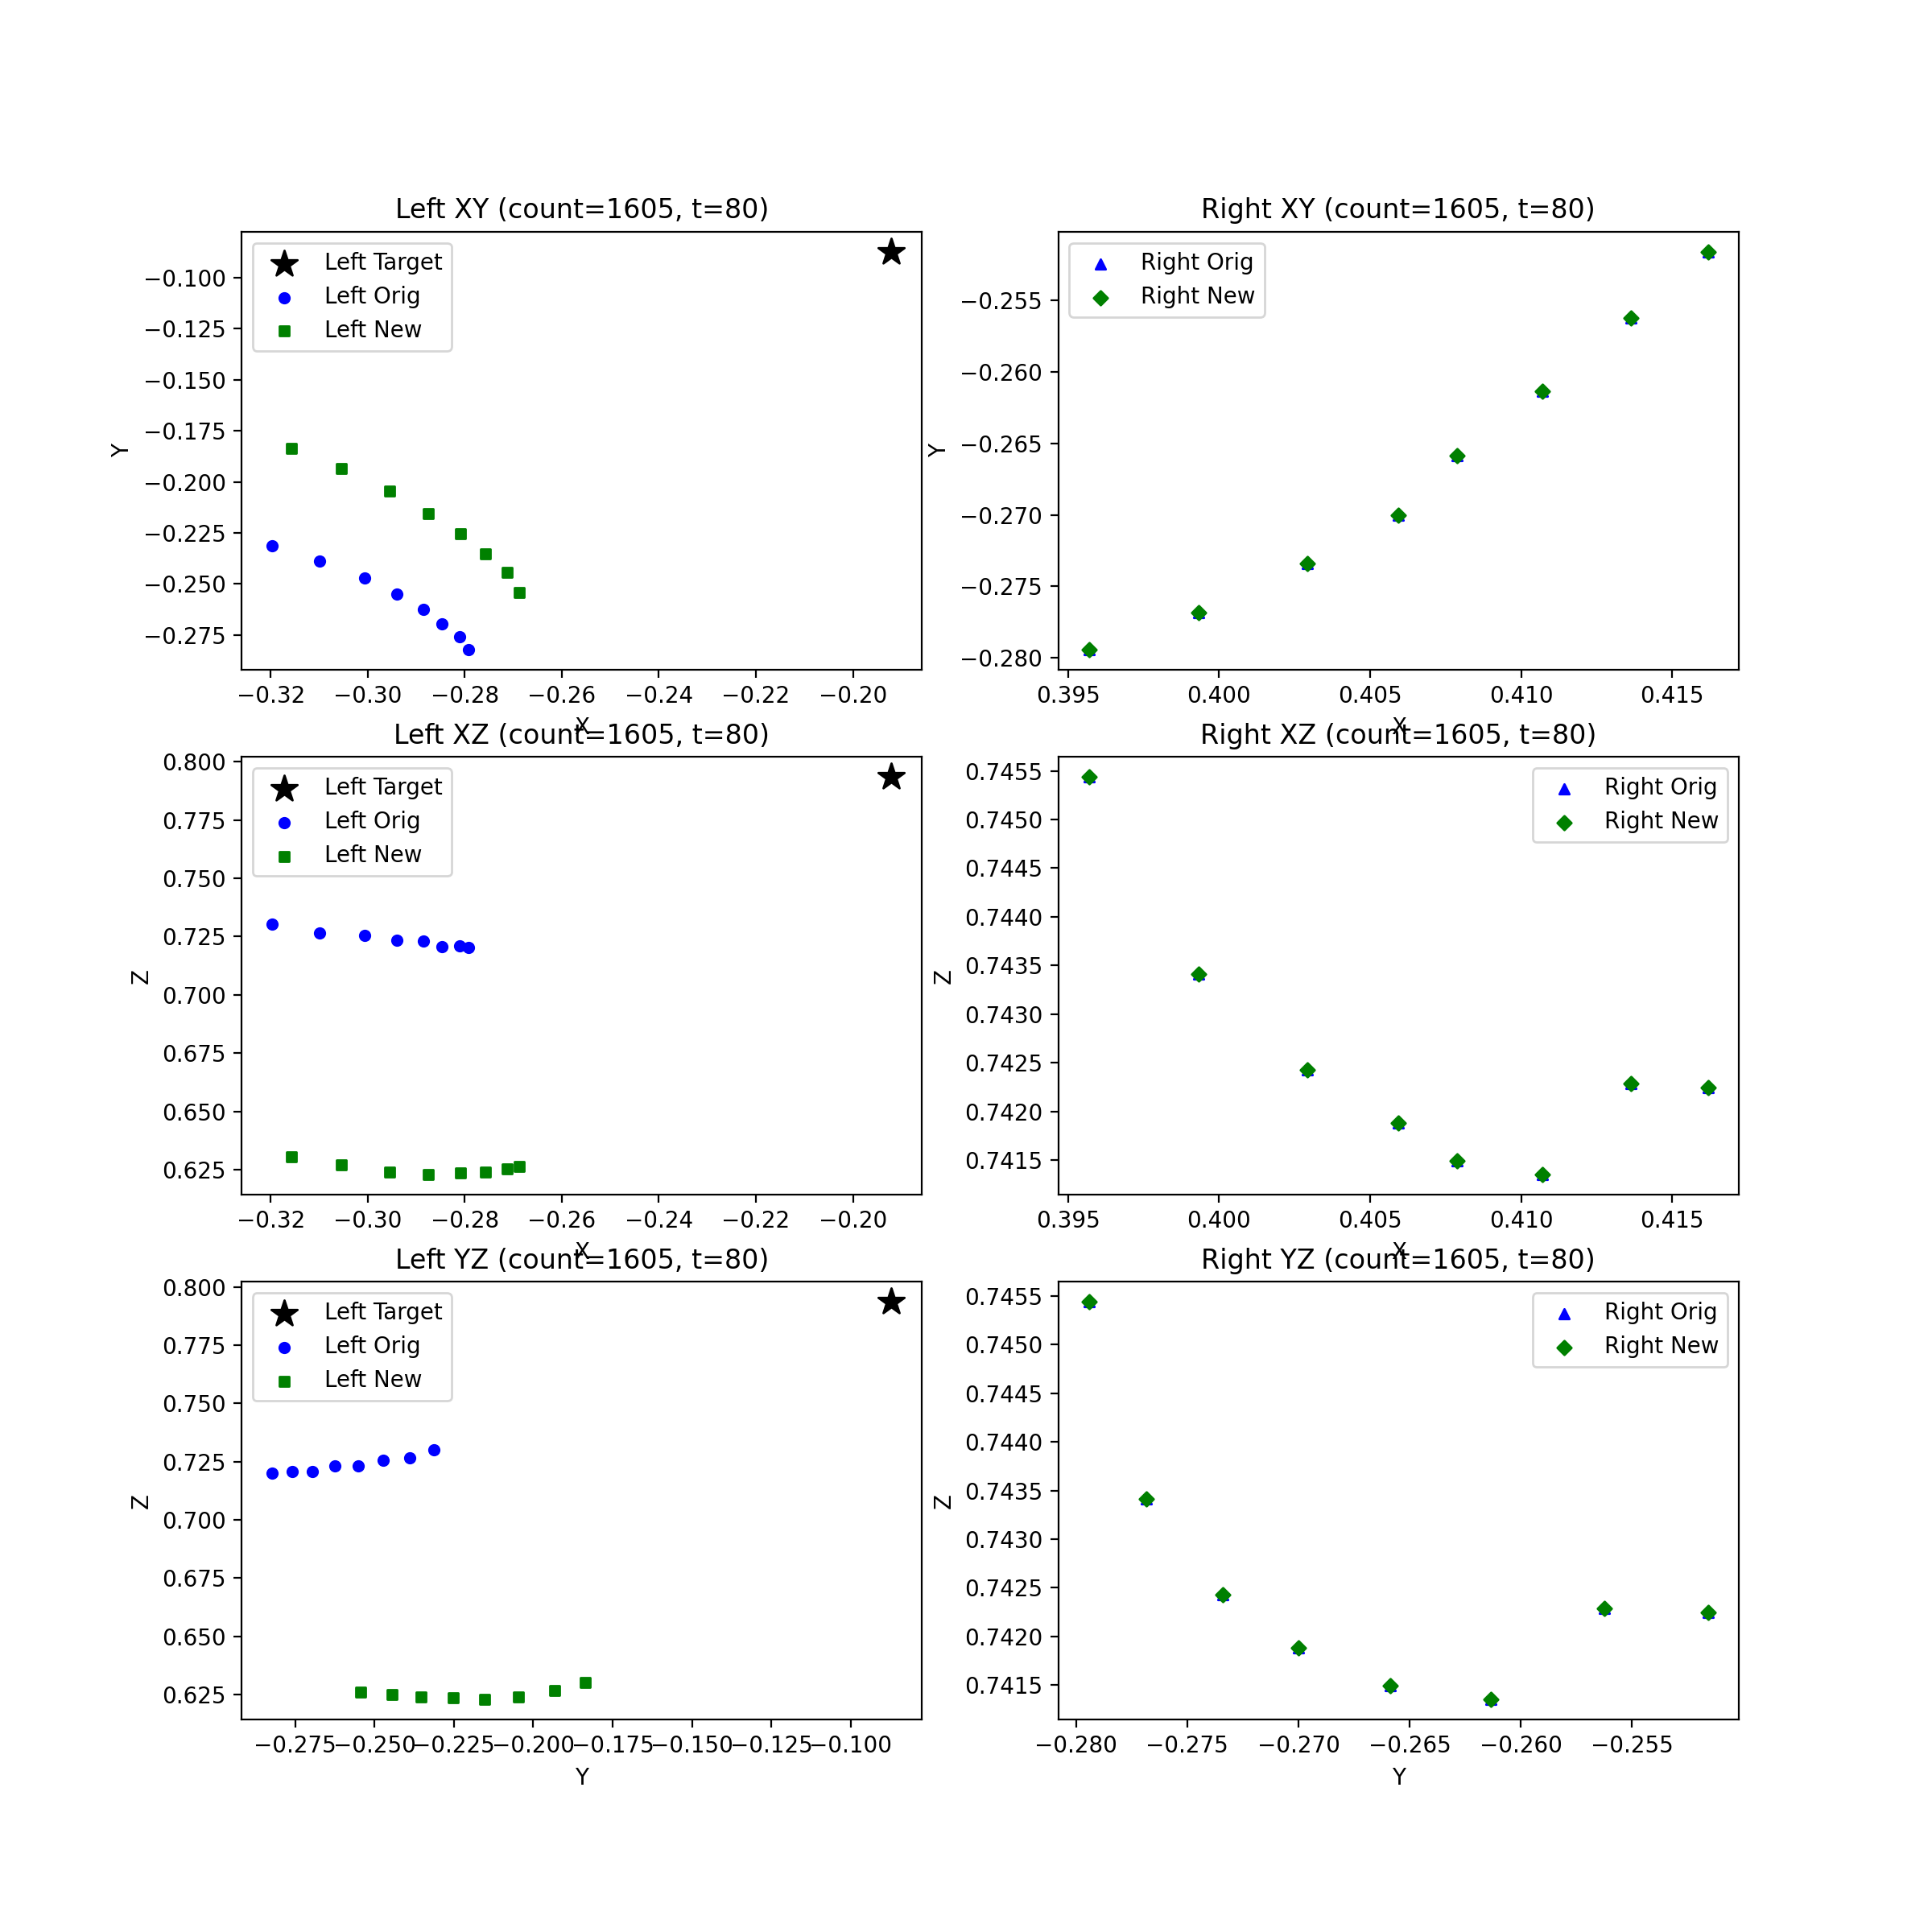 Left XY (count=1605, t=80)
Left Target
Left Orig
Left New
Y
−0.100
−0.125
−0.150
−0.175
−0.200
−0.225
−0.250
−0.275
−0.32 −0.30 −0.28 −0.26 −0.24 −0.22 −0.20
X
Right XY (count=1605, t=80)
Right Orig
Right New
Y
−0.255
−0.260
−0.265
−0.270
−0.275
−0.280
0.395 0.400 0.405 0.410 0.415
X
Left XZ (count=1605, t=80)
Left Target
Left Orig
Left New
Z
0.800
0.775
0.750
0.725
0.700
0.675
0.650
0.625
−0.32 −0.30 −0.28 −0.26 −0.24 −0.22 −0.20
X
Right XZ (count=1605, t=80)
Right Orig
Right New
Z
0.7455
0.7450
0.7445
0.7440
0.7435
0.7430
0.7425
0.7420
0.7415
0.395 0.400 0.405 0.410 0.415
X
Left YZ (count=1605, t=80)
Left Target
Left Orig
Left New
Z
0.800
0.775
0.750
0.725
0.700
0.675
0.650
0.625
−0.275 −0.250 −0.225 −0.200 −0.175 −0.150 −0.125 −0.100
Y
Right YZ (count=1605, t=80)
Right Orig
Right New
Z
0.7455
0.7450
0.7445
0.7440
0.7435
0.7430
0.7425
0.7420
0.7415
−0.280 −0.275 −0.270 −0.265 −0.260 −0.255
Y